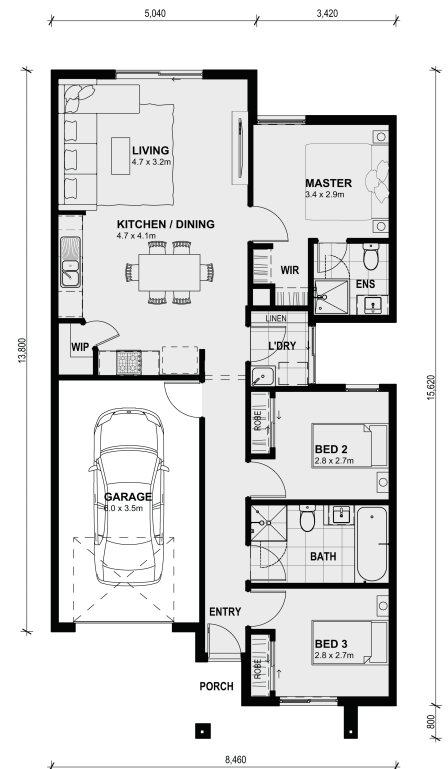 5,040
3,420
LIVING
4.7 x 3.2m
MASTER
3.4 x 2.9m
KITCHEN / DINING
4.7 x 4.1m
WIR
ENS
LINEN
WIP
L'DRY
13,800
15,620
ROBE
BED 2
2.8 x 2.7m
GARAGE
6.0 x 3.5m
BATH
ENTRY
BED 3
2.8 x 2.7m
ROBE
PORCH
800
8,460